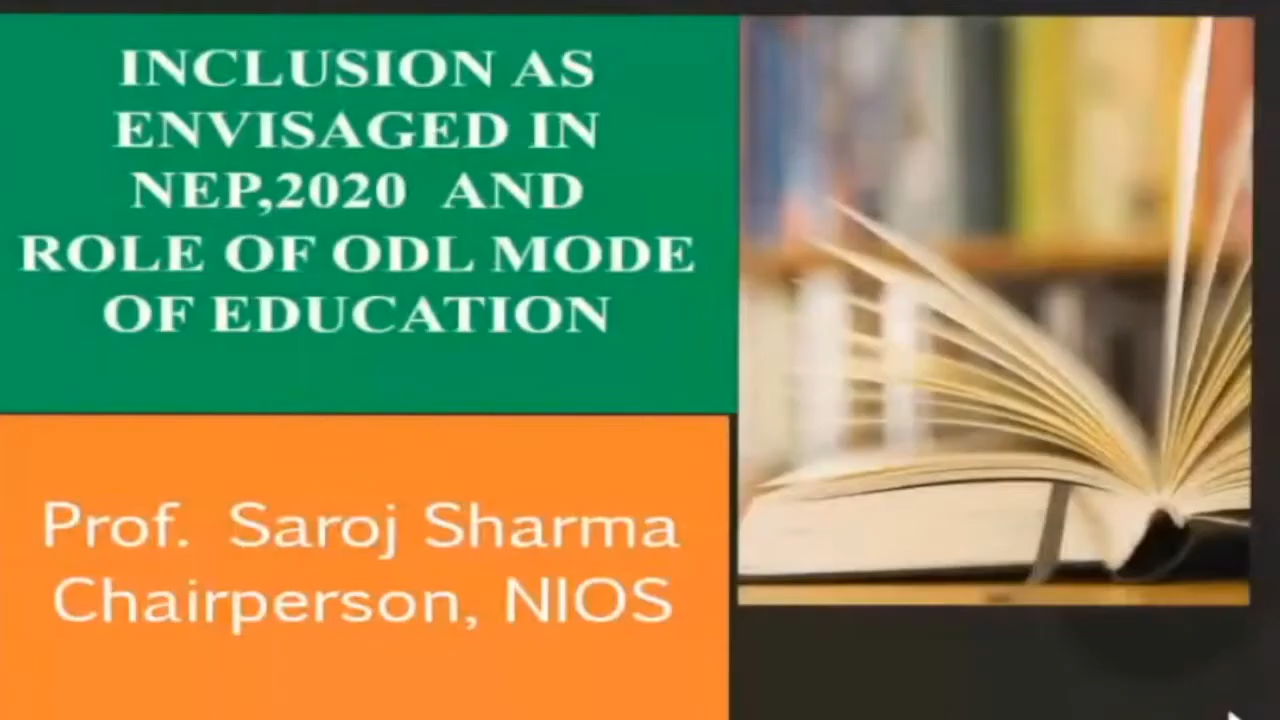 INCLUSION AS
ENVISAGED IN
NEP,2020 AND
ROLE OF ODL MODE
OF EDUCATION
Prof. Saroj Sharma
Chairperson, NIOS